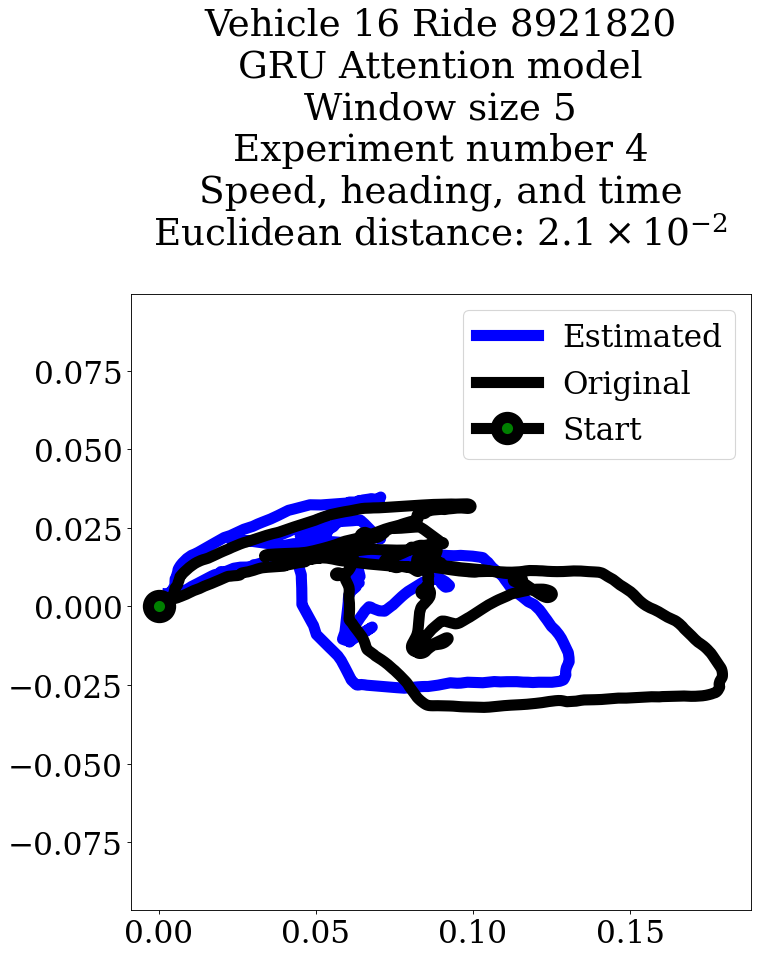 Vehicle 16 Ride 8921820
GRU Attention model
Window size 5
Experiment number 4
Speed, heading, and time
Euclidean distance: 2.1 × 10⁻²
Estimated
Original
Start
0.075
0.050
0.025
0.000
−0.025
−0.050
−0.075
0.00 0.05 0.10 0.15